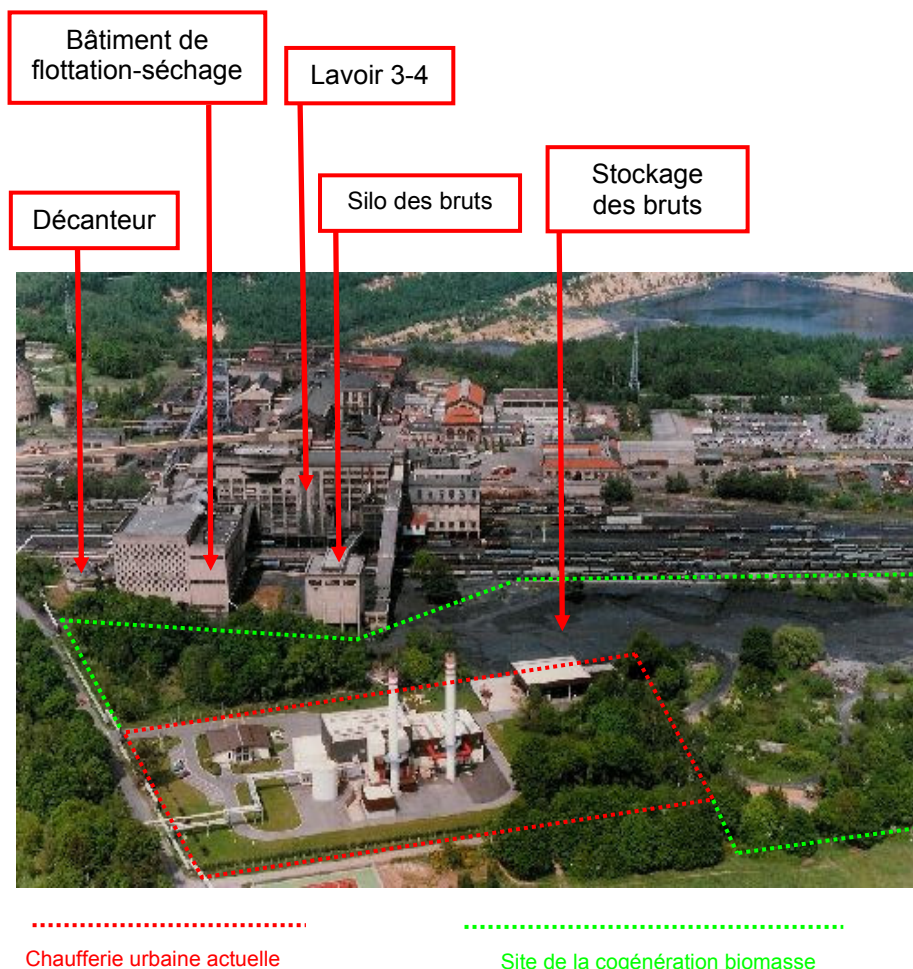 Bâtiment de
flottation-séchage
Lavoir 3-4
Décanteur
Silo des bruts
Stockage
des bruts
Chaufferie urbaine actuelle
Site de la cogénération biomasse